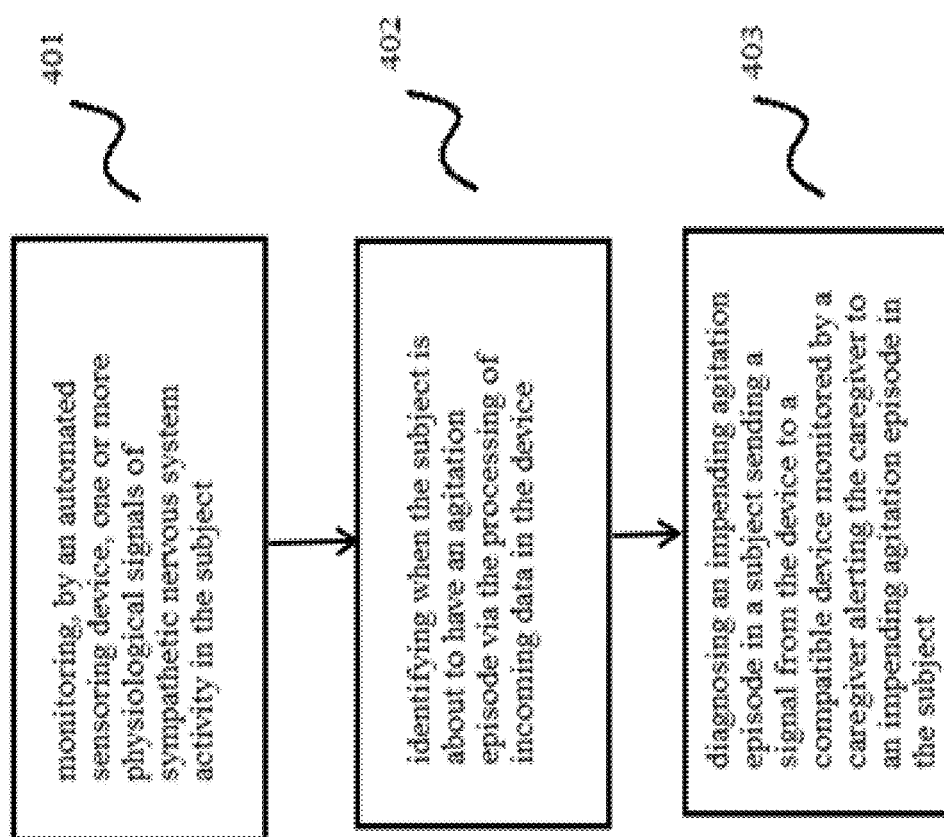 401
monitoring, by an automated
sensoring device, one or more
physiological signals of
sympathetic nervous system
activity in the subject
402
identifying when the subject is
about to have an agitation
episode via the processing of
incoming data in the device
403
diagnosing an impending agitation
episode in a subject sending a
signal from the device to a
compatible device monitored by a
caregiver alerting the caregiver to
an impending agitation episode in
the subject